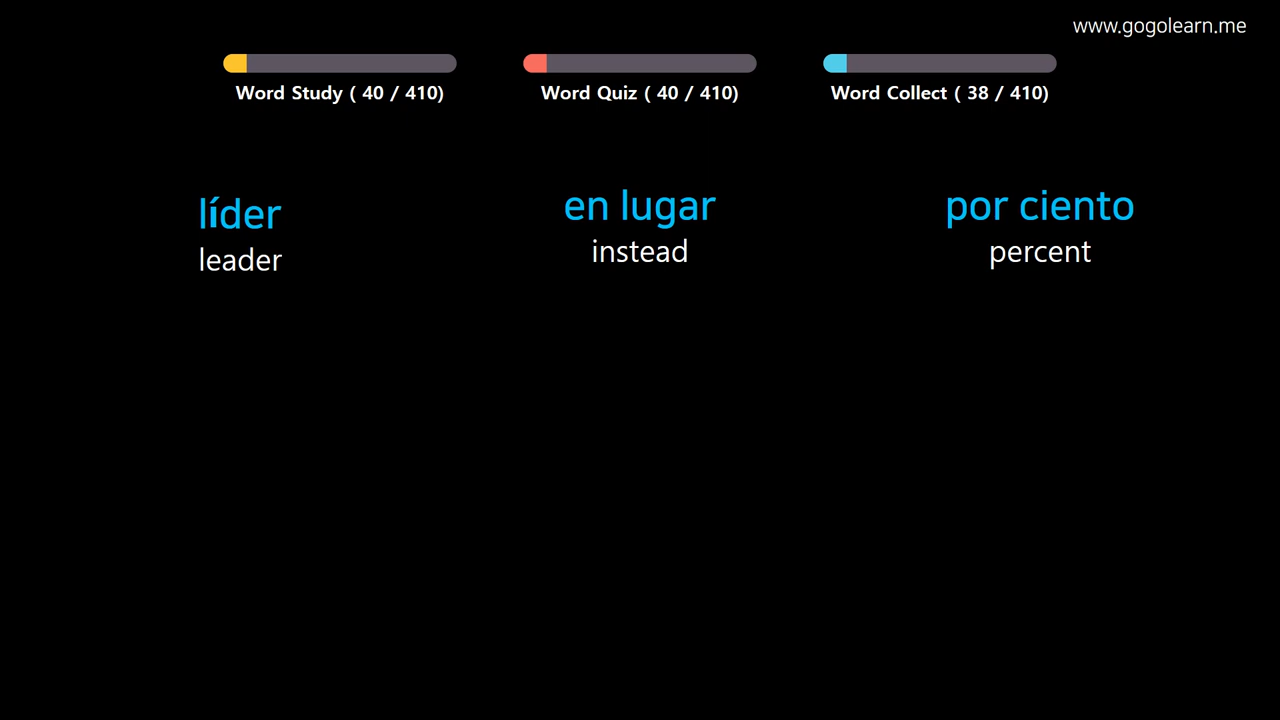 www.gogolearn.me
Word Study ( 40 / 410)
Word Quiz ( 40 / 410)
Word Collect ( 38 / 410)
líder
leader
en lugar
instead
por ciento
percent